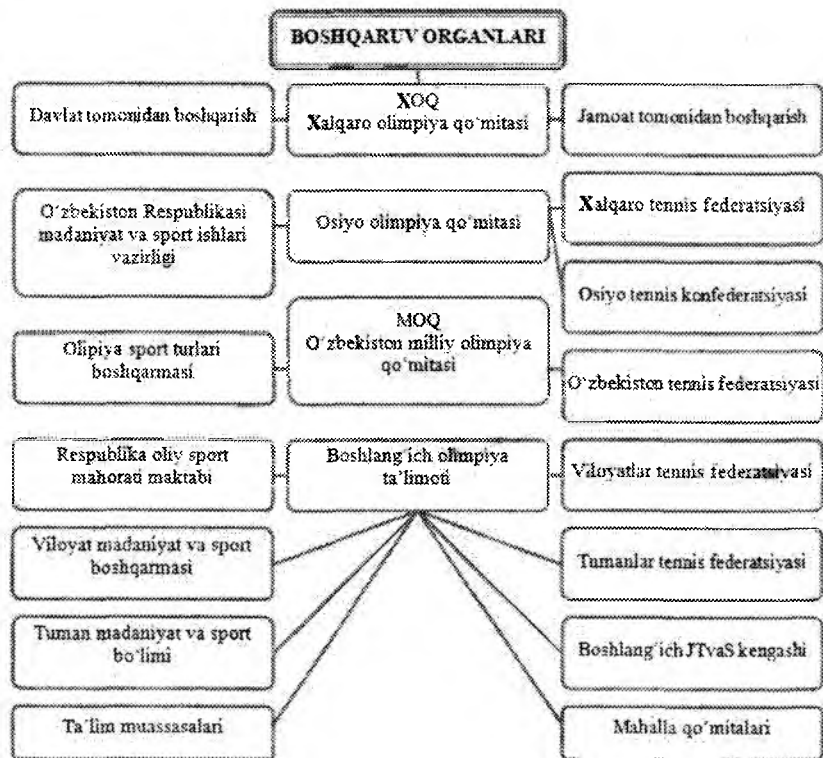 BOSHQARUV ORGANLARI
Davlat tomonidan boshqarish
XOQ
Xalqaro olimpiya qo‘mitasi
Jamoat tomonidan boshqarish
O‘zbekiston Respublikasi
madaniyat va sport ishlari
vazirligi
Osiyo olimpiya qo‘mitasi
Xalqaro tennis federatsiyasi
Osiyo tennis konfederatsiyasi
Olipiya sport turlari
boshqarmasi
MOQ
O‘zbekiston milliy olimpiya
qo‘mitasi
O‘zbekiston tennis federatsiyasi
Respublika oliy sport
mahorati maktabi
Boshlang‘ich olimpiya
ta’limoti
Viloyatlar tennis federatsiyasi
Viloyat madaniyat va sport
boshqarmasi
Tumanlar tennis federatsiyasi
Tuman madaniyat va sport
bo‘limi
Boshlang‘ich JTvaS kengashi
Ta’lim muassasalari
Mahalla qo‘mitalari